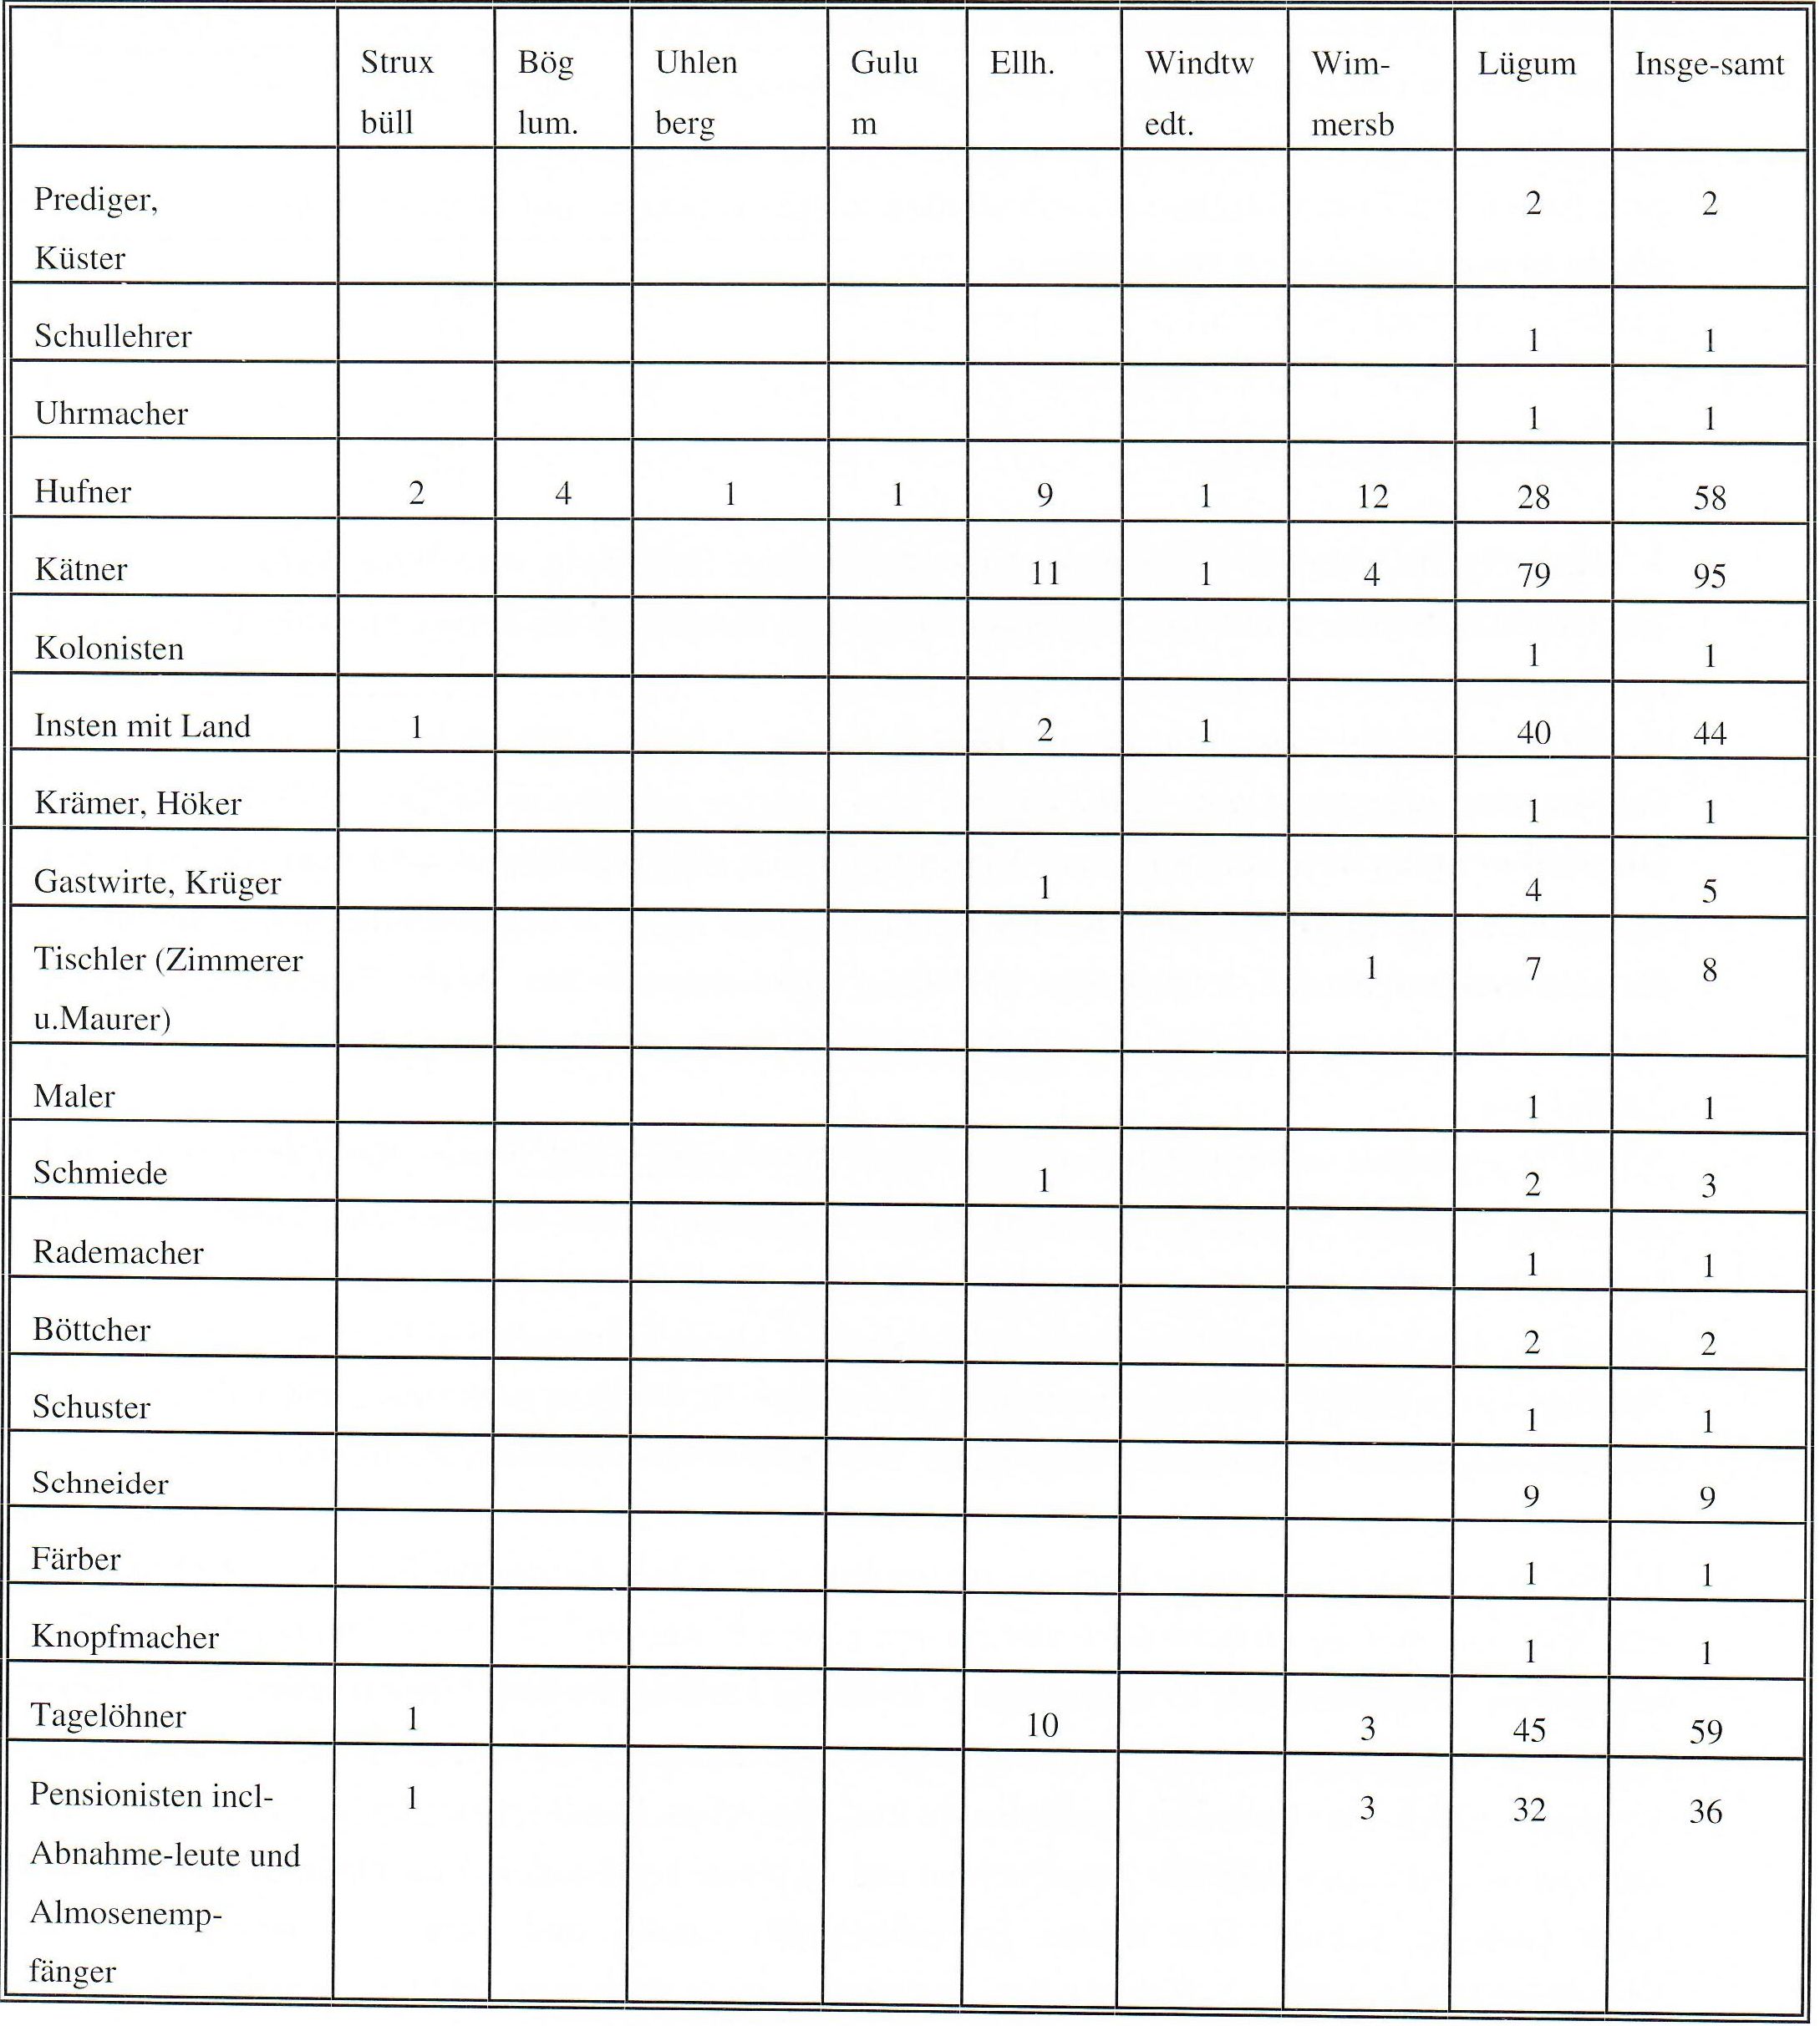 Strux büll Bög lum. Uhlen berg Gulu m Ellh. Windtw edt. Wim- mersb Lügum Insge-samt
Prediger, 2 2
Küster
Schullehrer 1 1
Uhrmacher 1 1
Hufner 2 4 1 1 9 1 12 28 58
Kätner 11 1 4 79 95
Kolonisten 1 1
Insten mit Land 1 2 1 40 44
Krämer, Höker 1 1
Gastwirte, Krüger 1 4 5
Tischler (Zimmerer 1 7 8
u.Maurer)
Maler 1 1
Schmiede 1 2 3
Rademacher 1 1
Böttcher 2 2
Schuster 1 1
Schneider 9 9
Färber 1 1
Knopfmacher 1 1
Tagelöhner 1 10 3 45 59
Pensionisten incl- 1 3 32 36
Abnahme-leute und
Almosenemp-
fänger